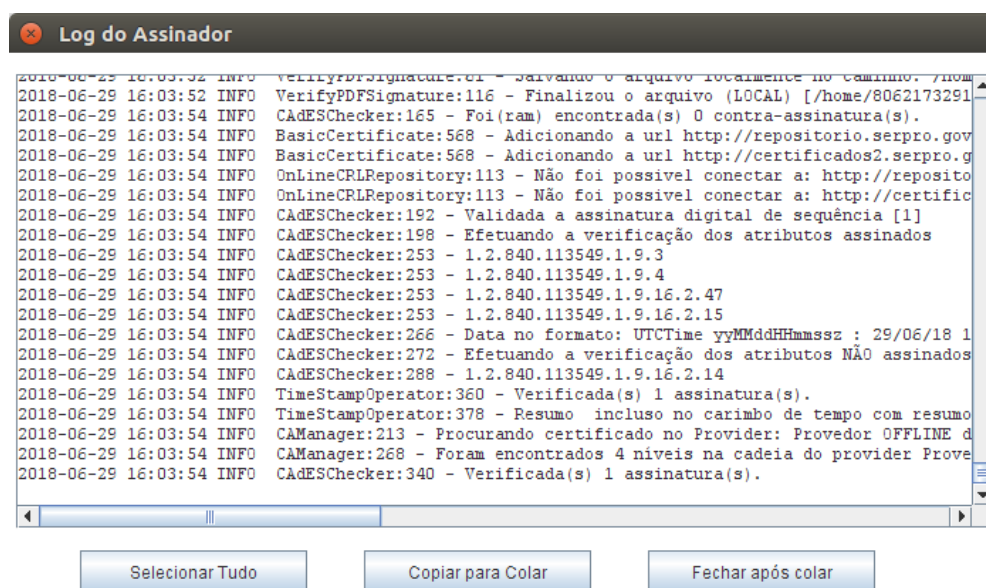 Log do Assinador
2018-06-29 16:03:52 INFO VerifyPDFSignature:81 - Salvando o arquivo localmente no caminho: /hom
2018-06-29 16:03:52 INFO VerifyPDFSignature:116 - Finalizou o arquivo (LOCAL) [/home/8062173291
2018-06-29 16:03:54 INFO CAdESChecker:165 - Foi(ram) encontrada(s) 0 contra-assinatura(s).
2018-06-29 16:03:54 INFO BasicCertificate:568 - Adicionando a url http://repositorio.serpro.gov
2018-06-29 16:03:54 INFO BasicCertificate:568 - Adicionando a url http://certificados2.serpro.g
2018-06-29 16:03:54 INFO OnLineCRLRepository:113 - Não foi possivel conectar a: http://reposito
2018-06-29 16:03:54 INFO OnLineCRLRepository:113 - Não foi possivel conectar a: http://certific
2018-06-29 16:03:54 INFO CAdESChecker:192 - Validada a assinatura digital de sequência [1]
2018-06-29 16:03:54 INFO CAdESChecker:198 - Efetuando a verificação dos atributos assinados
2018-06-29 16:03:54 INFO CAdESChecker:253 - 1.2.840.113549.1.9.3
2018-06-29 16:03:54 INFO CAdESChecker:253 - 1.2.840.113549.1.9.4
2018-06-29 16:03:54 INFO CAdESChecker:253 - 1.2.840.113549.1.9.16.2.47
2018-06-29 16:03:54 INFO CAdESChecker:253 - 1.2.840.113549.1.9.16.2.15
2018-06-29 16:03:54 INFO CAdESChecker:266 - Data no formato: UTCTime yyMMddHHmmssz : 29/06/18 1
2018-06-29 16:03:54 INFO CAdESChecker:272 - Efetuando a verificação dos atributos NÃO assinados
2018-06-29 16:03:54 INFO CAdESChecker:288 - 1.2.840.113549.1.9.16.2.14
2018-06-29 16:03:54 INFO TimeStampOperator:360 - Verificada(s) 1 assinatura(s).
2018-06-29 16:03:54 INFO TimeStampOperator:378 - Resumo incluso no carimbo de tempo com resumo
2018-06-29 16:03:54 INFO CAManager:213 - Procurando certificado no Provider: Provedor OFFLINE d
2018-06-29 16:03:54 INFO CAManager:268 - Foram encontrados 4 níveis na cadeia do provider Prove
2018-06-29 16:03:54 INFO CAdESChecker:340 - Verificada(s) 1 assinatura(s).
Selecionar Tudo
Copiar para Colar
Fechar após colar